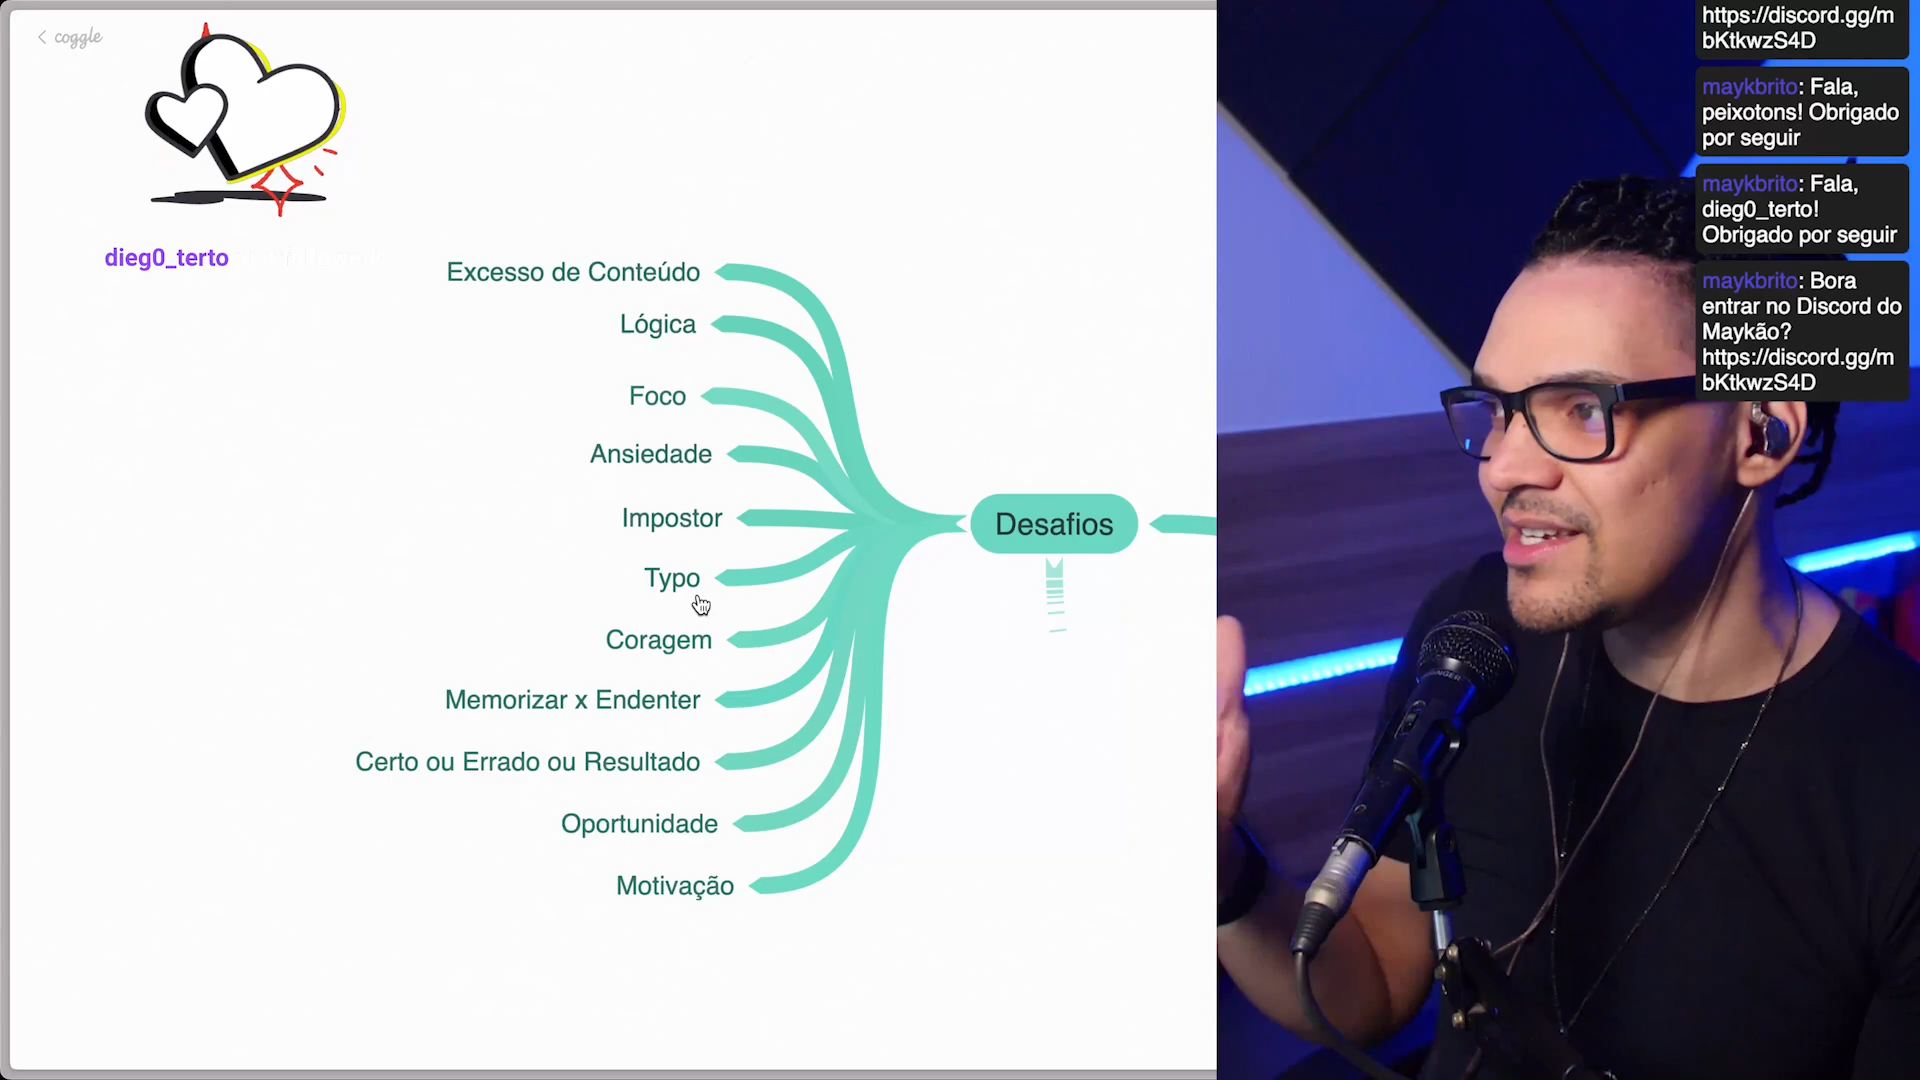 coggle
dieg0_terto
Excesso de Conteúdo
Lógica
Foco
Ansiedade
Impostor
Typo
Coragem
Memorizar x Endenter
Certo ou Errado ou Resultado
Oportunidade
Motivação
Desafios
https://discord.gg/m
bKtkwzS4D
maykbrito: Fala,
peixotons! Obrigado
por seguir
maykbrito: Fala,
dieg0_terto!
Obrigado por seguir
maykbrito: Bora
entrar no Discord do
Maykão?
https://discord.gg/m
bKtkwzS4D